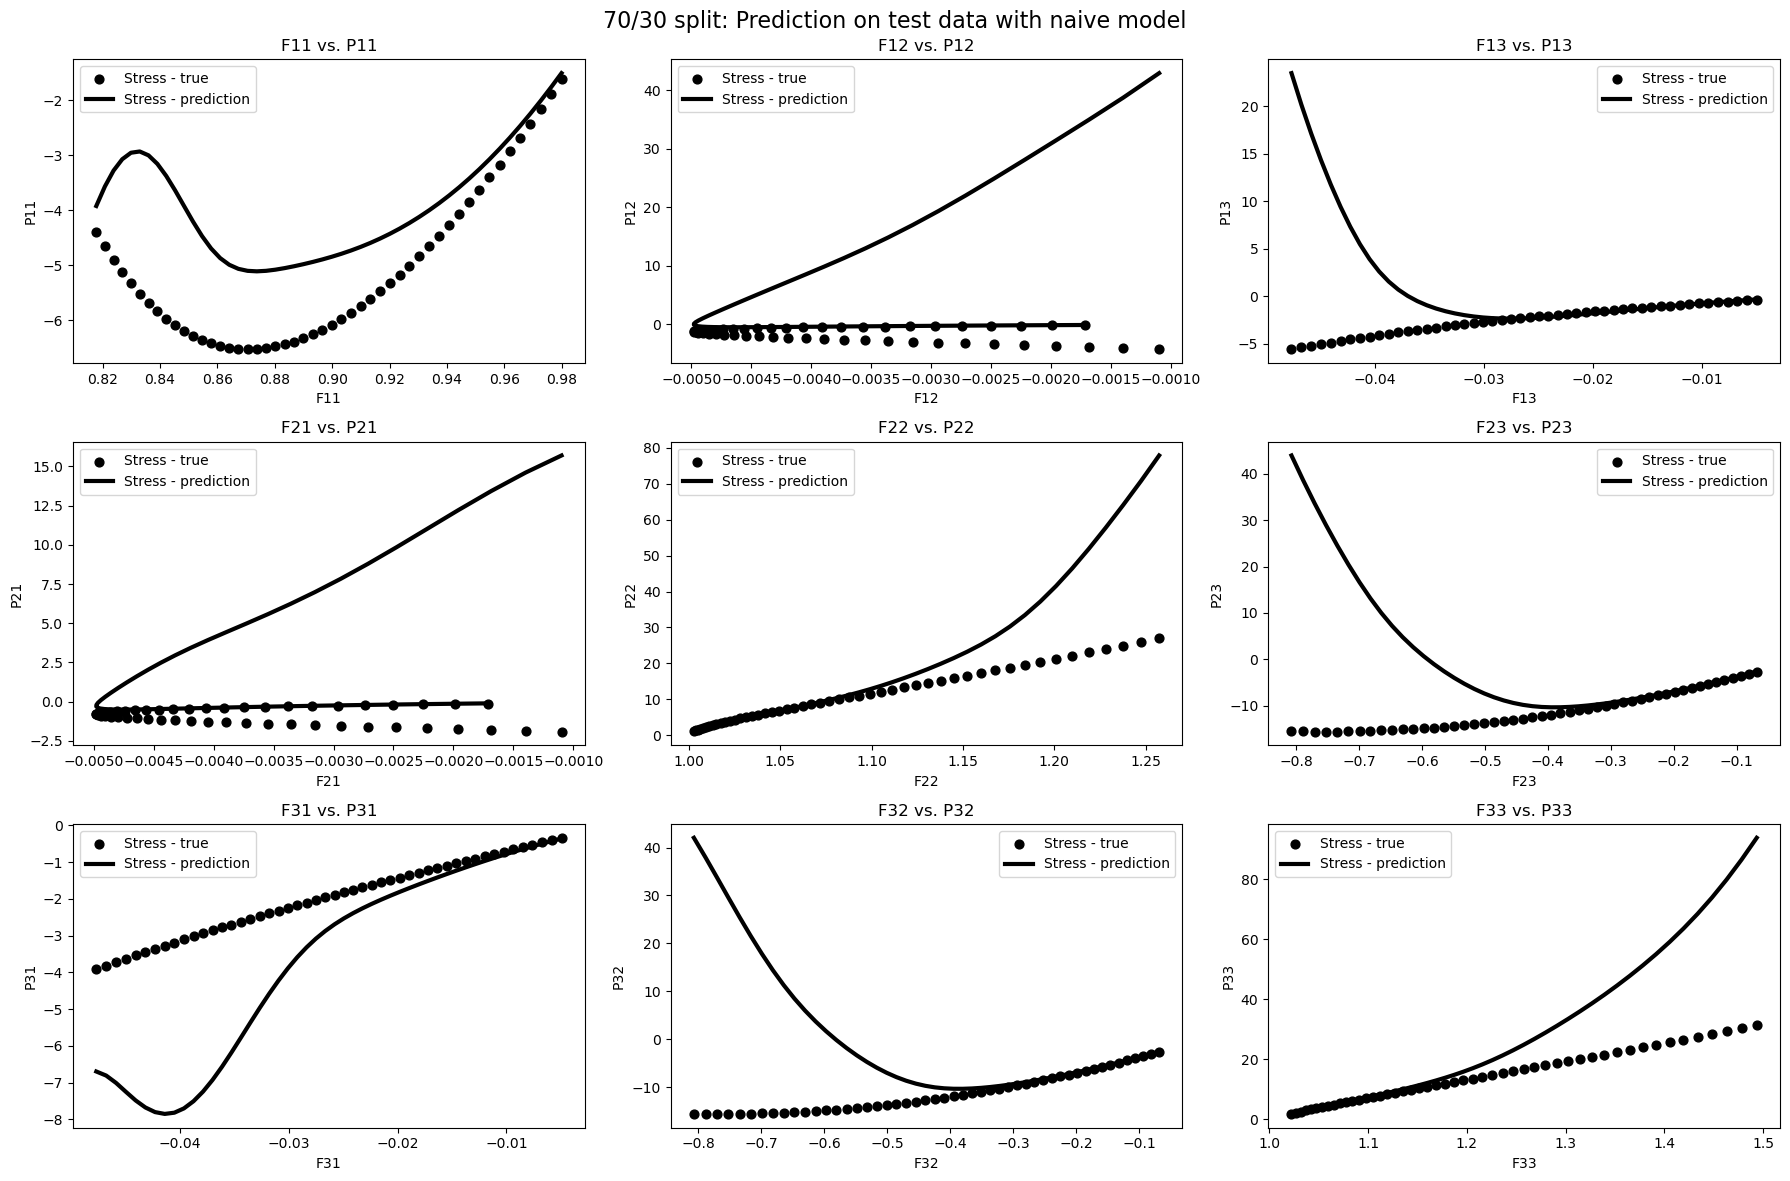 70/30 split: Prediction on test data with naive model
F11 vs. P11
Stress - true
Stress - prediction
P11
−2
−3
−4
−5
−6
0.82 0.84 0.86 0.88 0.90 0.92 0.94 0.96 0.98
F11
F12 vs. P12
Stress - true
Stress - prediction
P12
40
30
20
10
0
−0.0050 −0.0045 −0.0040 −0.0035 −0.0030 −0.0025 −0.0020 −0.0015 −0.0010
F12
F13 vs. P13
Stress - true
Stress - prediction
P13
20
15
10
5
0
−5
−0.04 −0.03 −0.02 −0.01
F13
F21 vs. P21
Stress - true
Stress - prediction
P21
15.0
12.5
10.0
7.5
5.0
2.5
0.0
−2.5
−0.0050 −0.0045 −0.0040 −0.0035 −0.0030 −0.0025 −0.0020 −0.0015 −0.0010
F21
F22 vs. P22
Stress - true
Stress - prediction
P22
80
70
60
50
40
30
20
10
0
1.00 1.05 1.10 1.15 1.20 1.25
F22
F23 vs. P23
Stress - true
Stress - prediction
P23
40
30
20
10
0
−10
−0.8 −0.7 −0.6 −0.5 −0.4 −0.3 −0.2 −0.1
F23
F31 vs. P31
Stress - true
Stress - prediction
P31
0
−1
−2
−3
−4
−5
−6
−7
−8
−0.04 −0.03 −0.02 −0.01
F31
F32 vs. P32
Stress - true
Stress - prediction
P32
40
30
20
10
0
−10
−0.8 −0.7 −0.6 −0.5 −0.4 −0.3 −0.2 −0.1
F32
F33 vs. P33
Stress - true
Stress - prediction
P33
80
60
40
20
0
1.0 1.1 1.2 1.3 1.4 1.5
F33